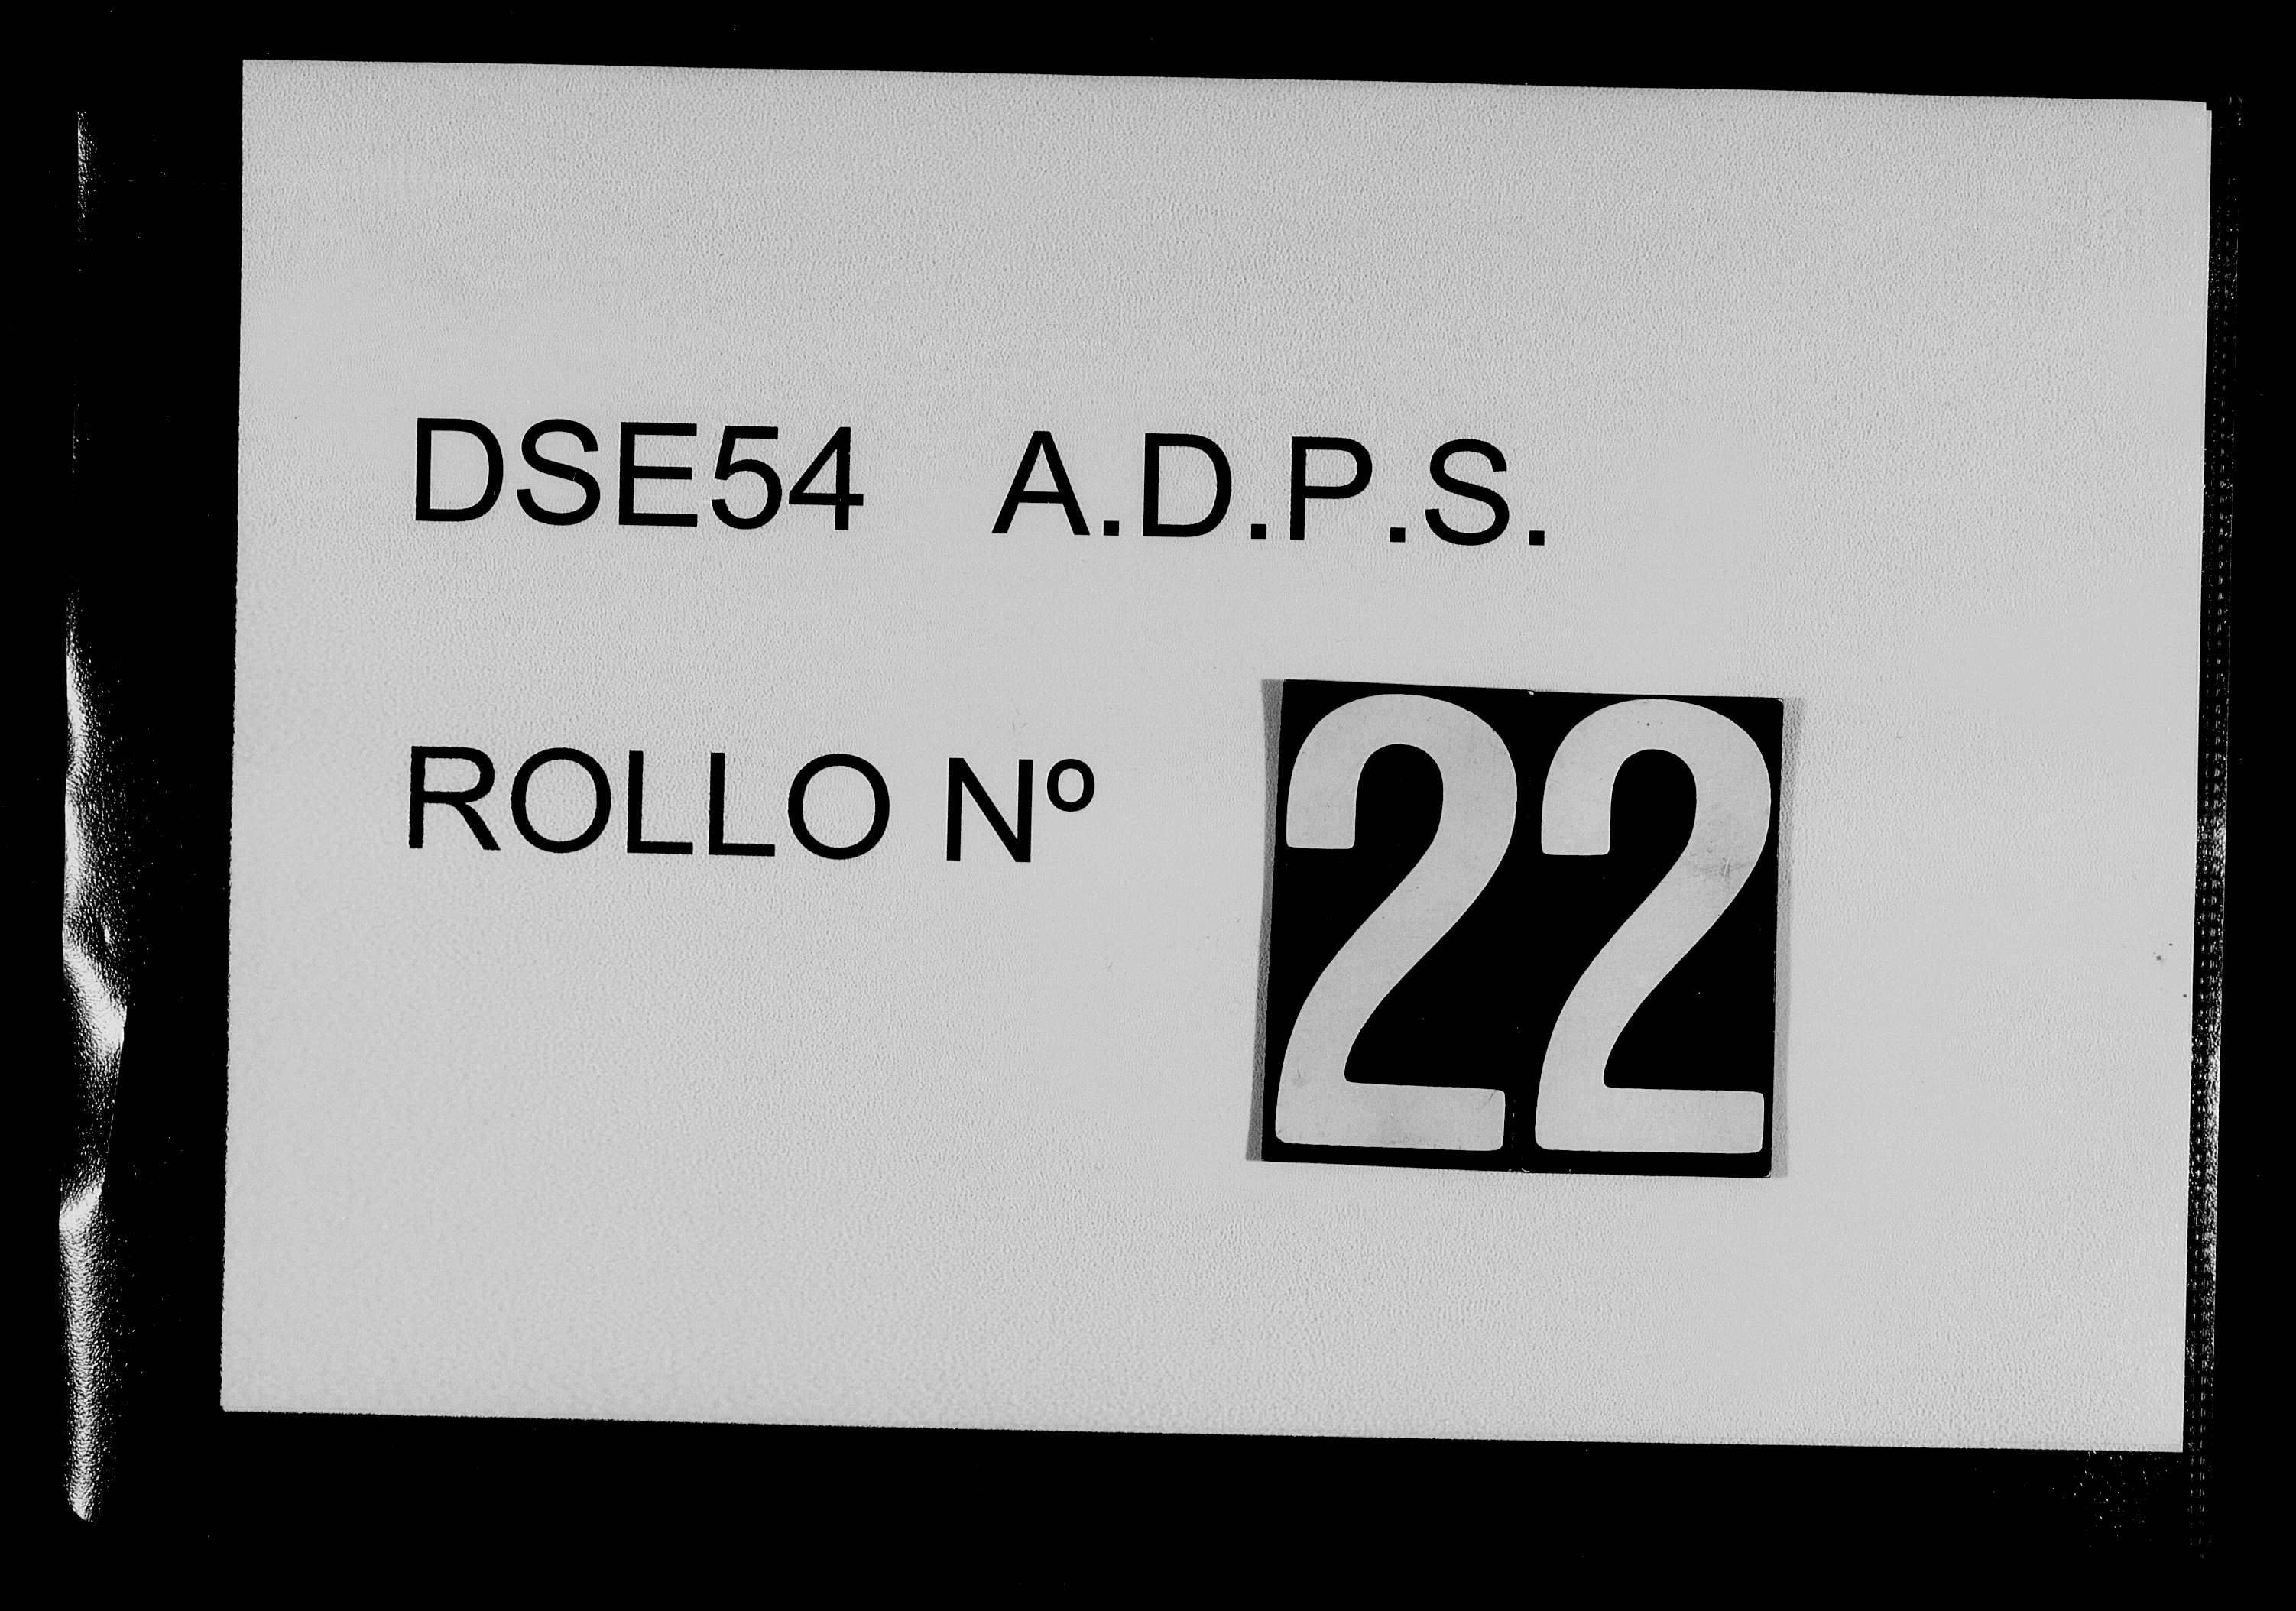 DSE54 A.D.P.S.
ROLLO Nº 22